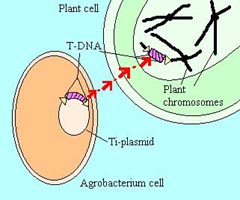 Plant cell
T-DNA
Plant
chromosomes
Ti-plasmid
Agrobacterium cell